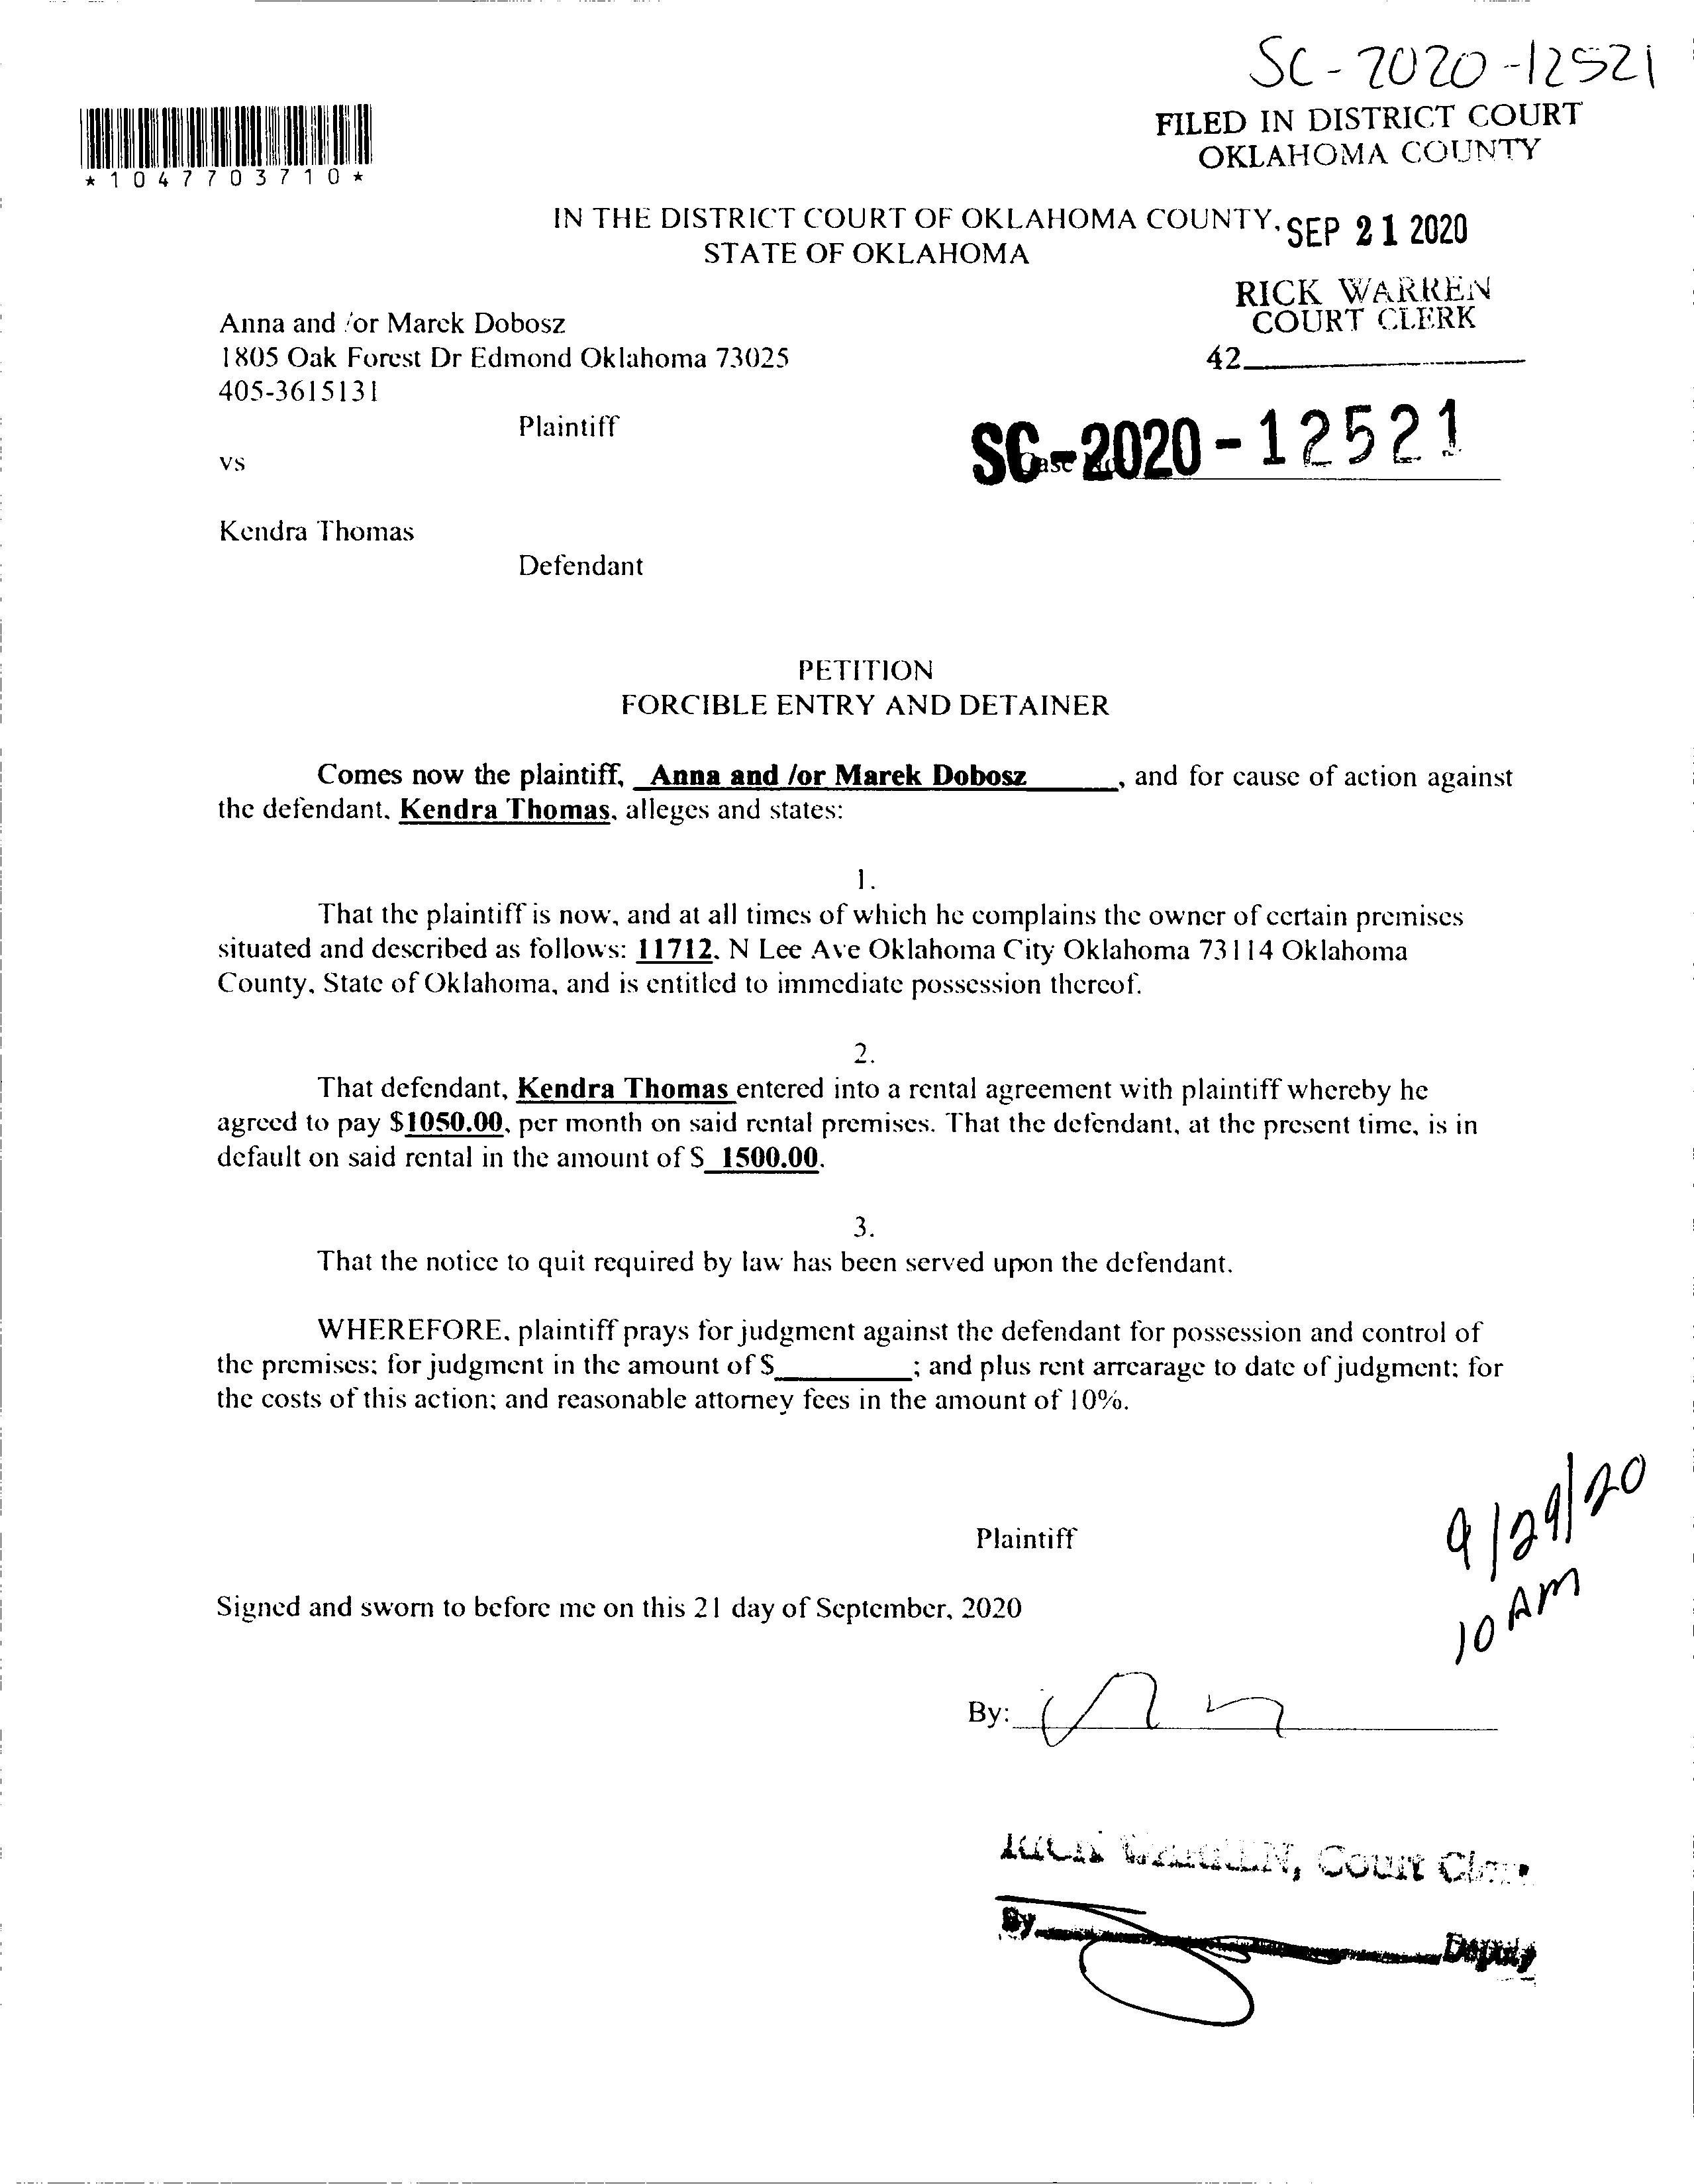 SC-2020-12521
FILED IN DISTRICT COURT
OKLAHOMA COUNTY
*1047703710*
IN THE DISTRICT COURT OF OKLAHOMA COUNTY,
STATE OF OKLAHOMA
SEP 21 2020
RICK WARREN
COURT CLERK
42
Anna and /or Marek Dobosz
1805 Oak Forest Dr Edmond Oklahoma 73025
405-3615131
Plaintiff
SC-2020-12521
vs
Kendra Thomas
Defendant
PETITION
FORCIBLE ENTRY AND DETAINER
Comes now the plaintiff, Anna and /or Marek Dobosz, and for cause of action against
the defendant, Kendra Thomas, alleges and states:
1.
That the plaintiff is now, and at all times of which he complains the owner of certain premises
situated and described as follows: 11712, N Lee Ave Oklahoma City Oklahoma 73114 Oklahoma
County, State of Oklahoma, and is entitled to immediate possession thereof.
2.
That defendant, Kendra Thomas entered into a rental agreement with plaintiff whereby he
agreed to pay $1050.00, per month on said rental premises. That the defendant, at the present time, is in
default on said rental in the amount of $ 1500.00.
3.
That the notice to quit required by law has been served upon the defendant.
WHEREFORE, plaintiff prays for judgment against the defendant for possession and control of
the premises; for judgment in the amount of $_________; and plus rent arrearage to date of judgment; for
the costs of this action; and reasonable attorney fees in the amount of 10%.
9/29/20
10 AM
Plaintiff
Signed and sworn to before me on this 21 day of September, 2020
By:
RICK WARREN, Court Clerk
By Deputy